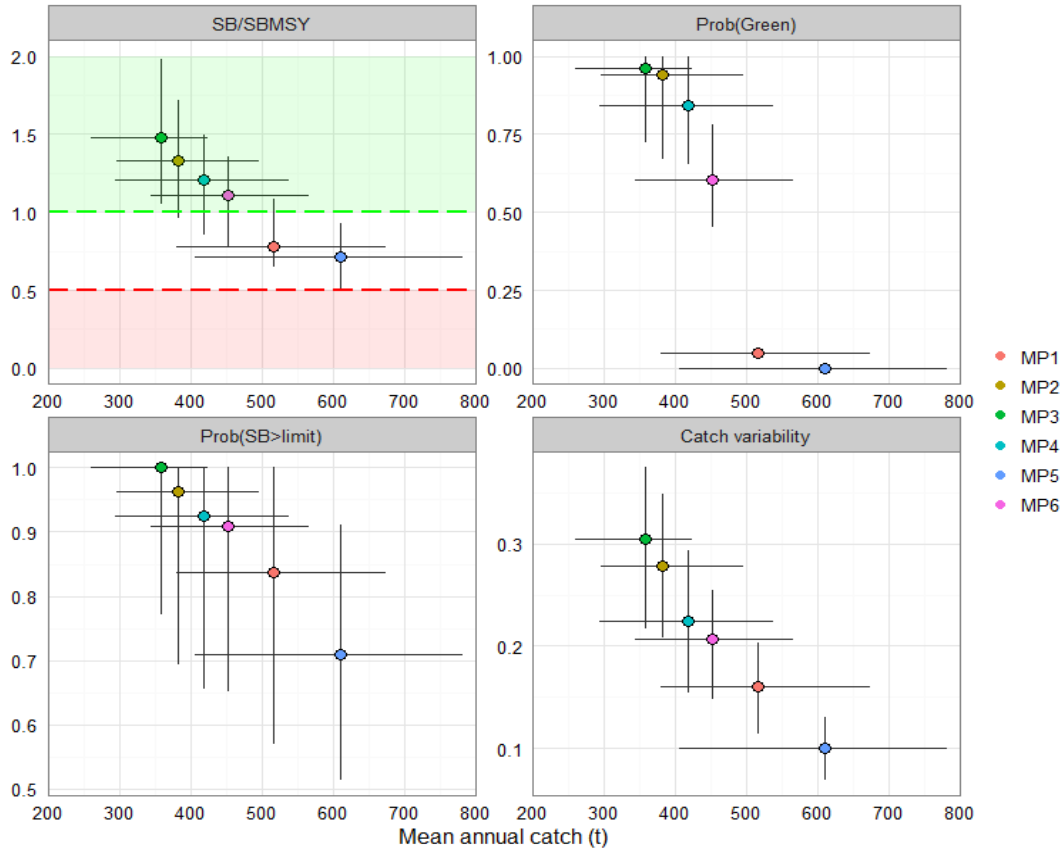 SB/SBMSY
Prob(Green)
2.0
1.5
1.0
0.5
0.0
1.00
0.75
0.50
0.25
0.00
200 300 400 500 600 700 800
200 300 400 500 600 700 800
Prob(SB>limit)
Catch variability
1.0
0.9
0.8
0.7
0.6
0.5
0.3
0.2
0.1
200 300 400 500 600 700 800
200 300 400 500 600 700 800
Mean annual catch (t)
MP1
MP2
MP3
MP4
MP5
MP6